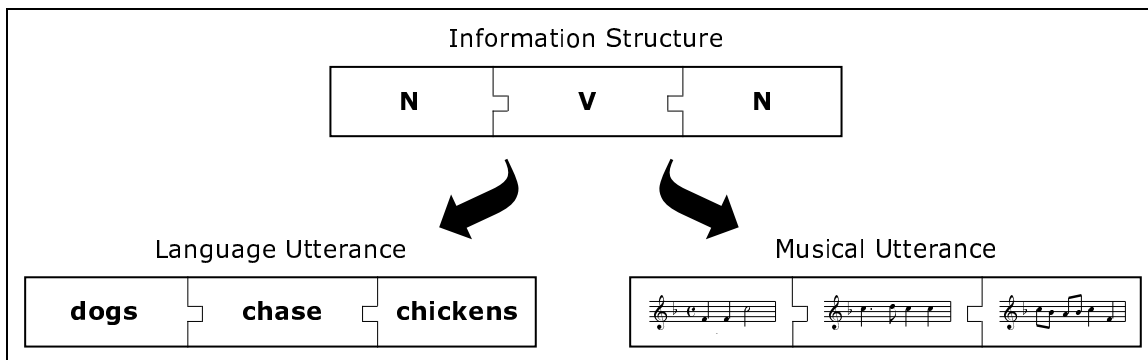 Information Structure
N V N
Language Utterance
Musical Utterance
dogs chase chickens